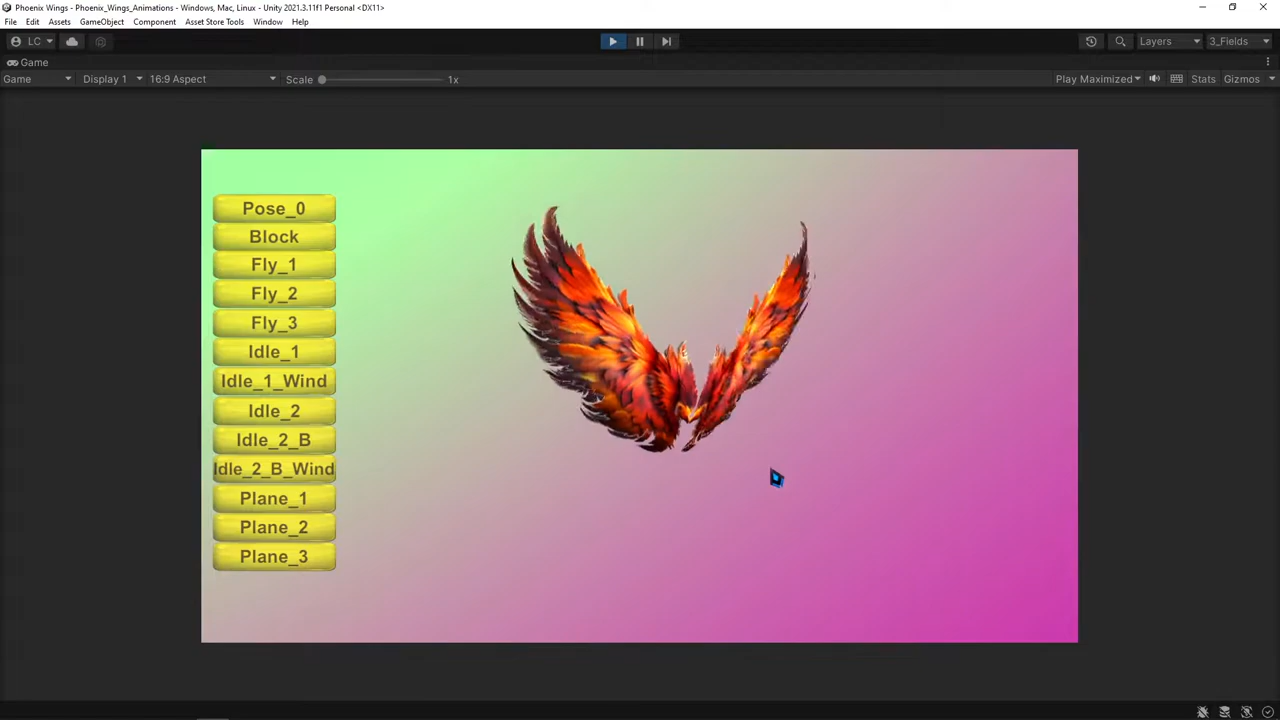 Phoenix Wings - Phoenix_Wings_Animations - Windows, Mac, Linux - Unity 2021.3.11f1 Personal <DX11>
File Edit Assets GameObject Component Asset Store Tools Window Help
LC Layers 3_Fields
Game
Game Display 1 16:9 Aspect Scale 1x Play Maximized Stats Gizmos
Pose_0
Block
Fly_1
Fly_2
Fly_3
Idle_1
Idle_1_Wind
Idle_2
Idle_2_B
Idle_2_B_Wind
Plane_1
Plane_2
Plane_3